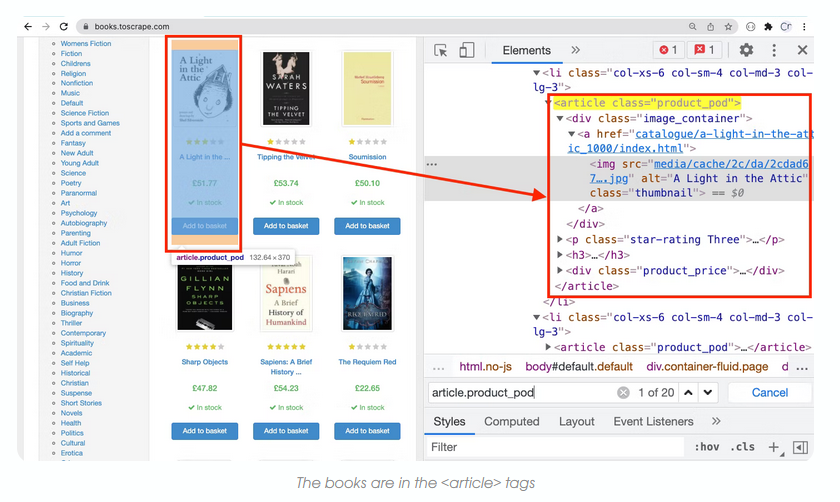 books.toscrape.com
Womens Fiction
Fiction
Childrens
Religion
Nonfiction
Music
Default
Science Fiction
Sports and Games
Add a comment
Fantasy
New Adult
Young Adult
Science
Poetry
Paranormal
Art
Psychology
Autobiography
Parenting
Adult Fiction
Humor
Horror
History
Food and Drink
Christian Fiction
Business
Biography
Thriller
Contemporary
Spirituality
Academic
Self Help
Historical
Christian
Suspense
Short Stories
Novels
Health
Politics
Cultural
Erotica
A Light
in the
Attic
SARAH
WATERS
TIPPING
THE VELVET
A Light in the ...
Tipping the Velvet
Soumission
£51.77
£53.74
£50.10
In stock
In stock
In stock
Add to basket
Add to basket
Add to basket
article.product_pod 132.64 × 370
GILLIAN
FLYNN
SHARP
OBJECTS
Harari
Sapiens
A Brief
History of
Humankind
Sharp Objects
Sapiens: A Brief
History ...
The Requiem Red
£47.82
£54.23
£22.65
In stock
In stock
In stock
Add to basket
Add to basket
Add to basket
Elements
1
1
<li class="col-xs-6 col-sm-4 col-md-3 col-
lg-3">
<article class="product_pod">
<div class="image_container">
<a href="catalogue/a-light-in-the-att
ic_1000/index.html">
<img src="media/cache/2c/da/2cdad6
7….jpg" alt="A Light in the Attic"
class="thumbnail"> == $0
</a>
</div>
<p class="star-rating Three">…</p>
<h3>…</h3>
<div class="product_price">…</div>
</article>
</li>
<li class="col-xs-6 col-sm-4 col-md-3 col-
lg-3">
<article class="product_pod">…</article>
... html.no-js body#default.default div.container-fluid.page d ...
article.product_pod 1 of 20 Cancel
Styles Computed Layout Event Listeners
Filter :hov .cls
The books are in the <article> tags